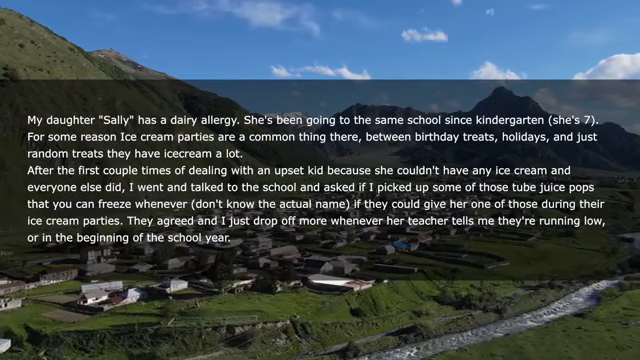 My daughter "Sally" has a dairy allergy. She's been going to the same school since kindergarten (she's 7).
For some reason Ice cream parties are a common thing there, between birthday treats, holidays, and just
random treats they have icecream a lot.
After the first couple times of dealing with an upset kid because she couldn't have any ice cream and
everyone else did, I went and talked to the school and asked if I picked up some of those tube juice pops
that you can freeze whenever (don't know the actual name) if they could give her one of those during their
ice cream parties. They agreed and I just drop off more whenever her teacher tells me they're running low,
or in the beginning of the school year.